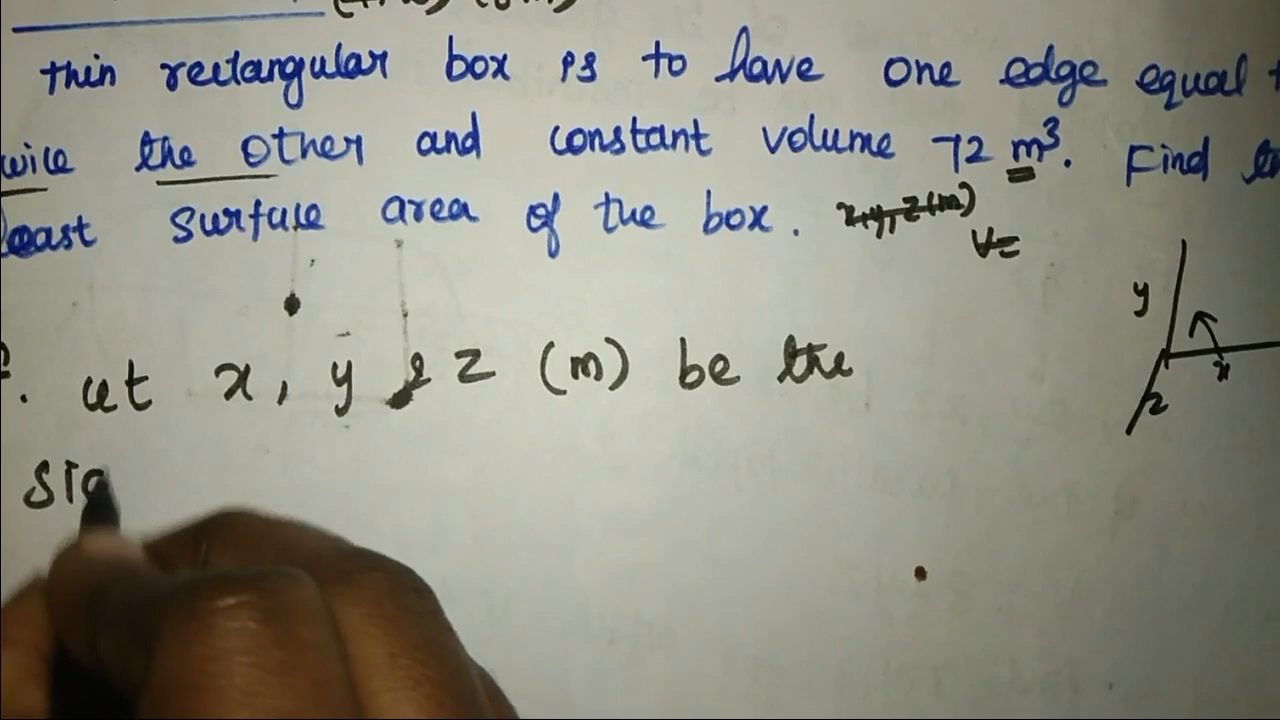 Thin rectangular box is to have one edge equal
wice the other and constant volume 72 m³. Find
least surface area of the box. x,y,z(m)
V=
y
x
z
let x, y & z (m) be the